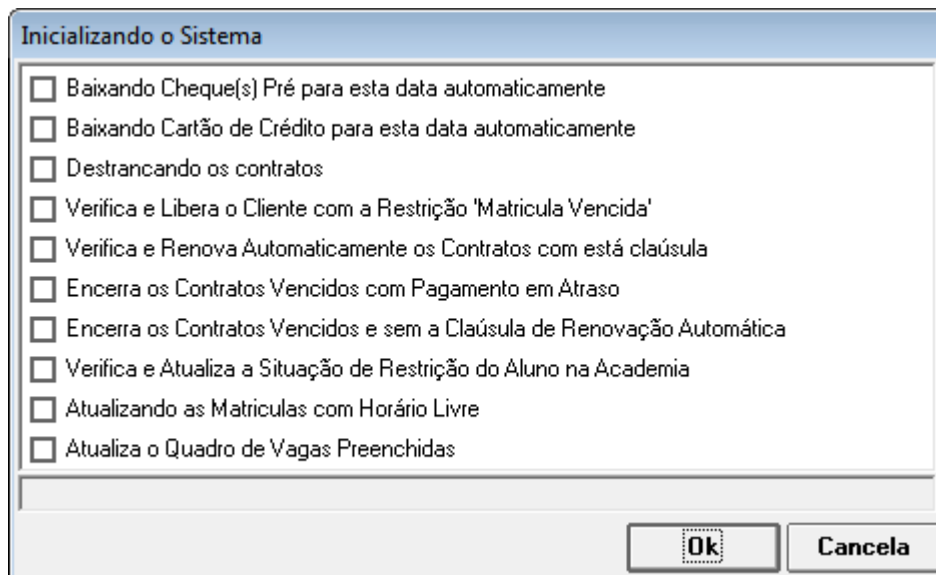 Inicializando o Sistema
Baixando Cheque(s) Pré para esta data automaticamente
Baixando Cartão de Crédito para esta data automaticamente
Destrancando os contratos
Verifica e Libera o Cliente com a Restrição 'Matricula Vencida'
Verifica e Renova Automaticamente os Contratos com está claúsula
Encerra os Contratos Vencidos com Pagamento em Atraso
Encerra os Contratos Vencidos e sem a Claúsula de Renovação Automática
Verifica e Atualiza a Situação de Restrição do Aluno na Academia
Atualizando as Matriculas com Horário Livre
Atualiza o Quadro de Vagas Preenchidas
Ok Cancela